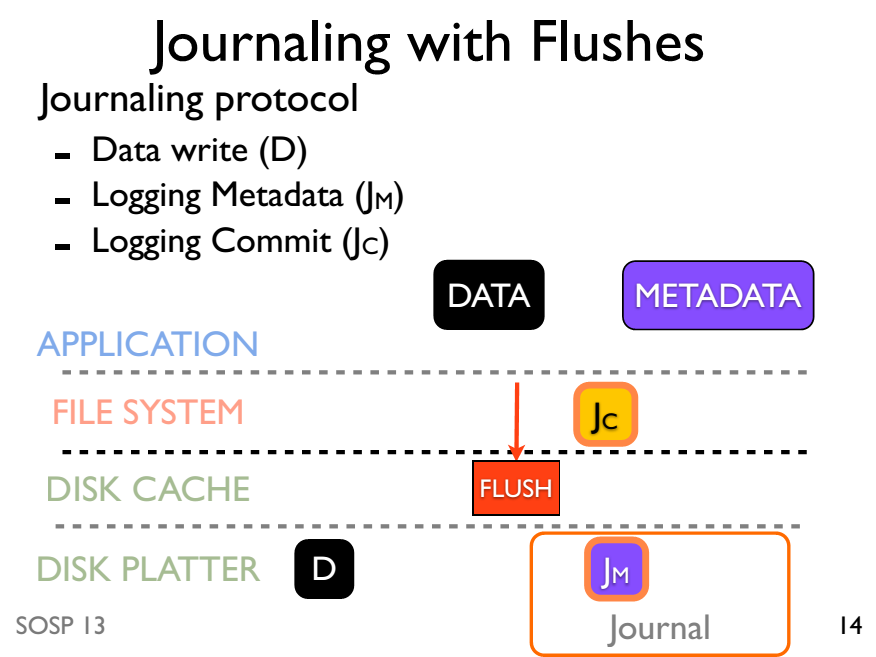 Journaling with Flushes
Journaling protocol
- Data write (D)
- Logging Metadata (JM)
- Logging Commit (JC)
DATA METADATA
APPLICATION
FILE SYSTEM JC
DISK CACHE FLUSH
DISK PLATTER D JM
SOSP 13 Journal 14